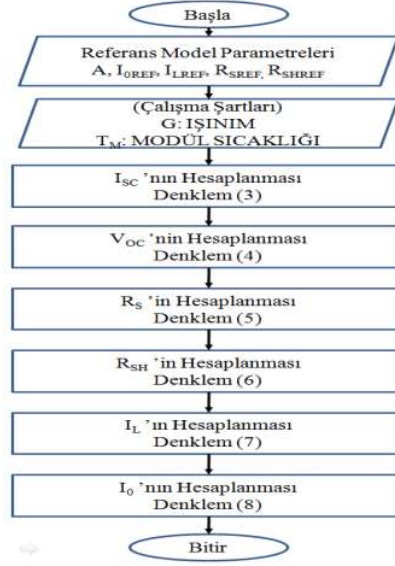 Başla
Referans Model Parametreleri
A, I0REF, ILREF, RSREF, RSHREF
(Çalışma Şartları)
G: IŞINIM
TM: MODÜL SICAKLIĞI
ISC 'nın Hesaplanması
Denklem (3)
VOC 'nin Hesaplanması
Denklem (4)
RS 'in Hesaplanması
Denklem (5)
RSH 'in Hesaplanması
Denklem (6)
IL 'ın Hesaplanması
Denklem (7)
I0 'nın Hesaplanması
Denklem (8)
Bitir